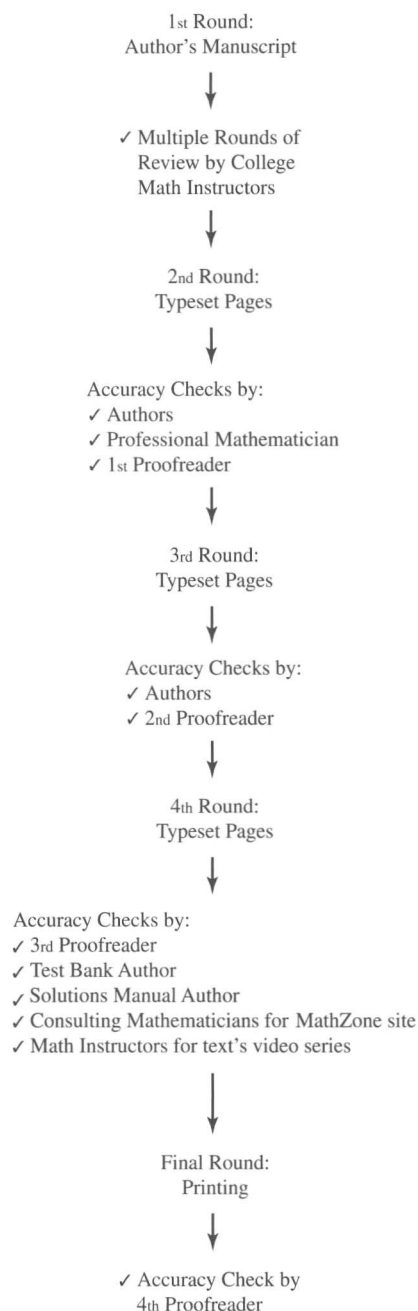 1st Round:
Author's Manuscript
✓ Multiple Rounds of
Review by College
Math Instructors
2nd Round:
Typeset Pages
Accuracy Checks by:
✓ Authors
✓ Professional Mathematician
✓ 1st Proofreader
3rd Round:
Typeset Pages
Accuracy Checks by:
✓ Authors
✓ 2nd Proofreader
4th Round:
Typeset Pages
Accuracy Checks by:
✓ 3rd Proofreader
✓ Test Bank Author
✓ Solutions Manual Author
✓ Consulting Mathematicians for MathZone site
✓ Math Instructors for text's video series
Final Round:
Printing
✓ Accuracy Check by
4th Proofreader